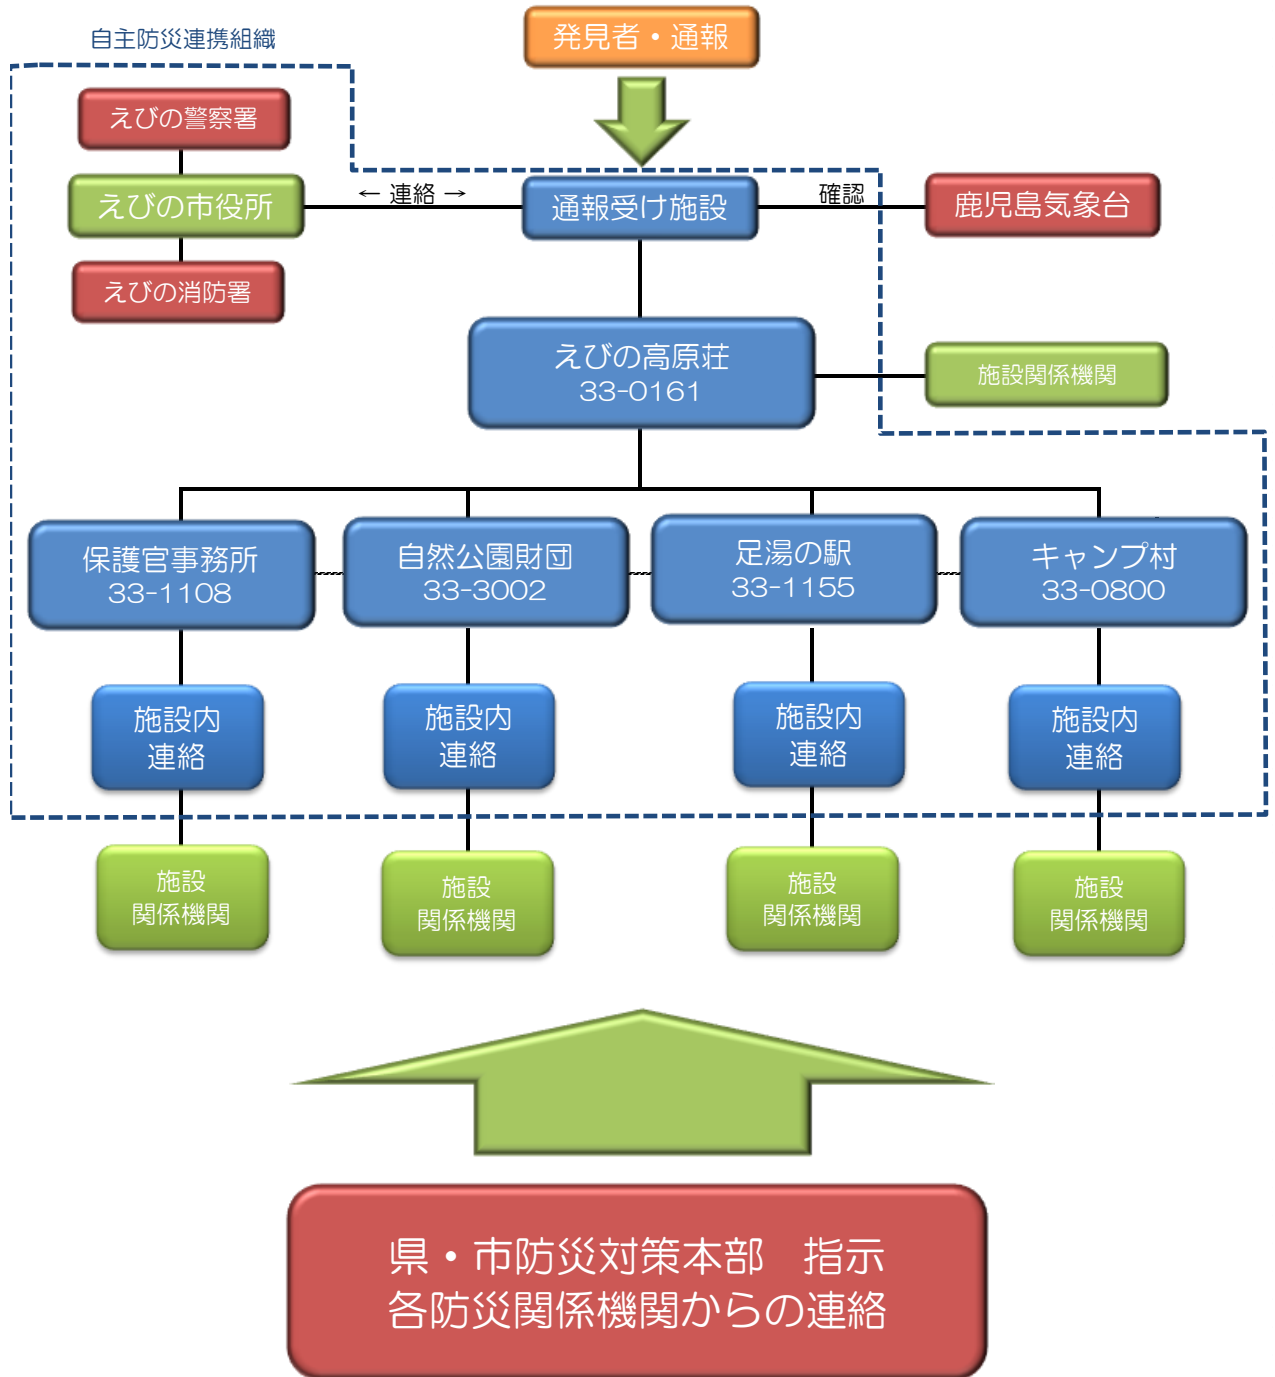 発見者・通報
自主防災連携組織
えびの警察署
えびの市役所
← 連絡 →
通報受け施設
確認
鹿児島気象台
えびの消防署
えびの高原荘
33-0161
施設関係機関
保護官事務所
33-1108
自然公園財団
33-3002
足湯の駅
33-1155
キャンプ村
33-0800
施設内
連絡
施設内
連絡
施設内
連絡
施設内
連絡
施設
関係機関
施設
関係機関
施設
関係機関
施設
関係機関
県・市防災対策本部　指示
各防災関係機関からの連絡